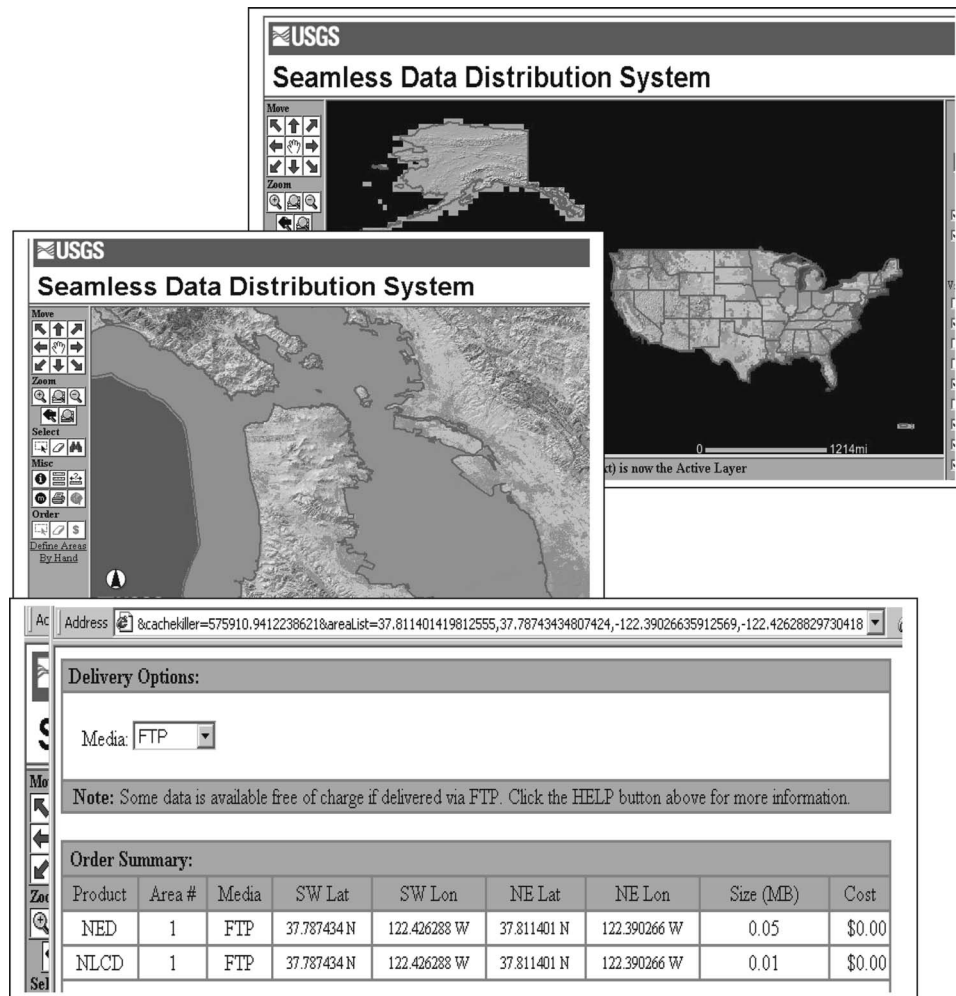 USGS
Seamless Data Distribution System
Move
Zoom
0 1214mi
xt) is now the Active Layer
USGS
Seamless Data Distribution System
Move
Zoom
Select
Misc
Order
$
Define Areas
By Hand
Ac
Address &cachekiller=575910.9412238621&areaList=37.811401419812555,37.78743434807424,-122.39026635912569,-122.42628829730418
Delivery Options:
Media: FTP
Note: Some data is available free of charge if delivered via FTP. Click the HELP button above for more information.
Order Summary:
Product Area # Media SW Lat SW Lon NE Lat NE Lon Size (MB) Cost
NED 1 FTP 37.787434 N 122.426288 W 37.811401 N 122.390266 W 0.05 $0.00
NLCD 1 FTP 37.787434 N 122.426288 W 37.811401 N 122.390266 W 0.01 $0.00
S
Mo
Zoo
Sel